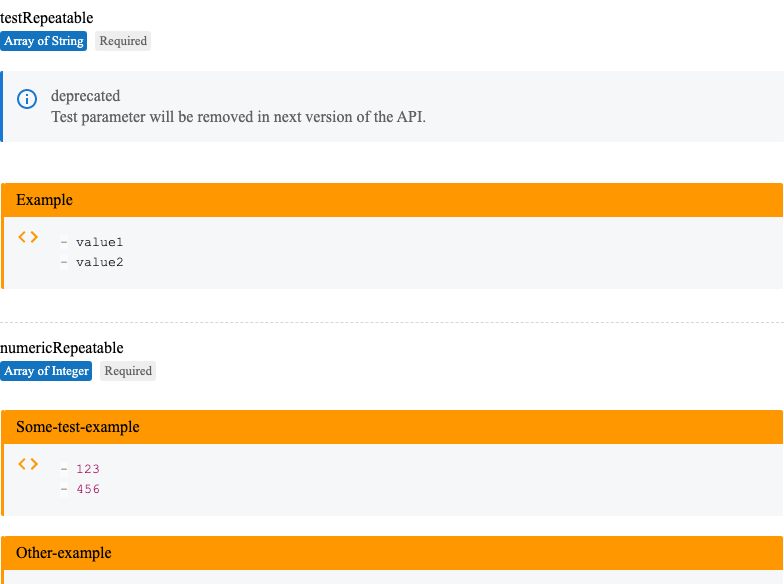 testRepeatable
Array of String Required
deprecated
Test parameter will be removed in next version of the API.
Example
- value1
- value2
numericRepeatable
Array of Integer Required
Some-test-example
- 123
- 456
Other-example